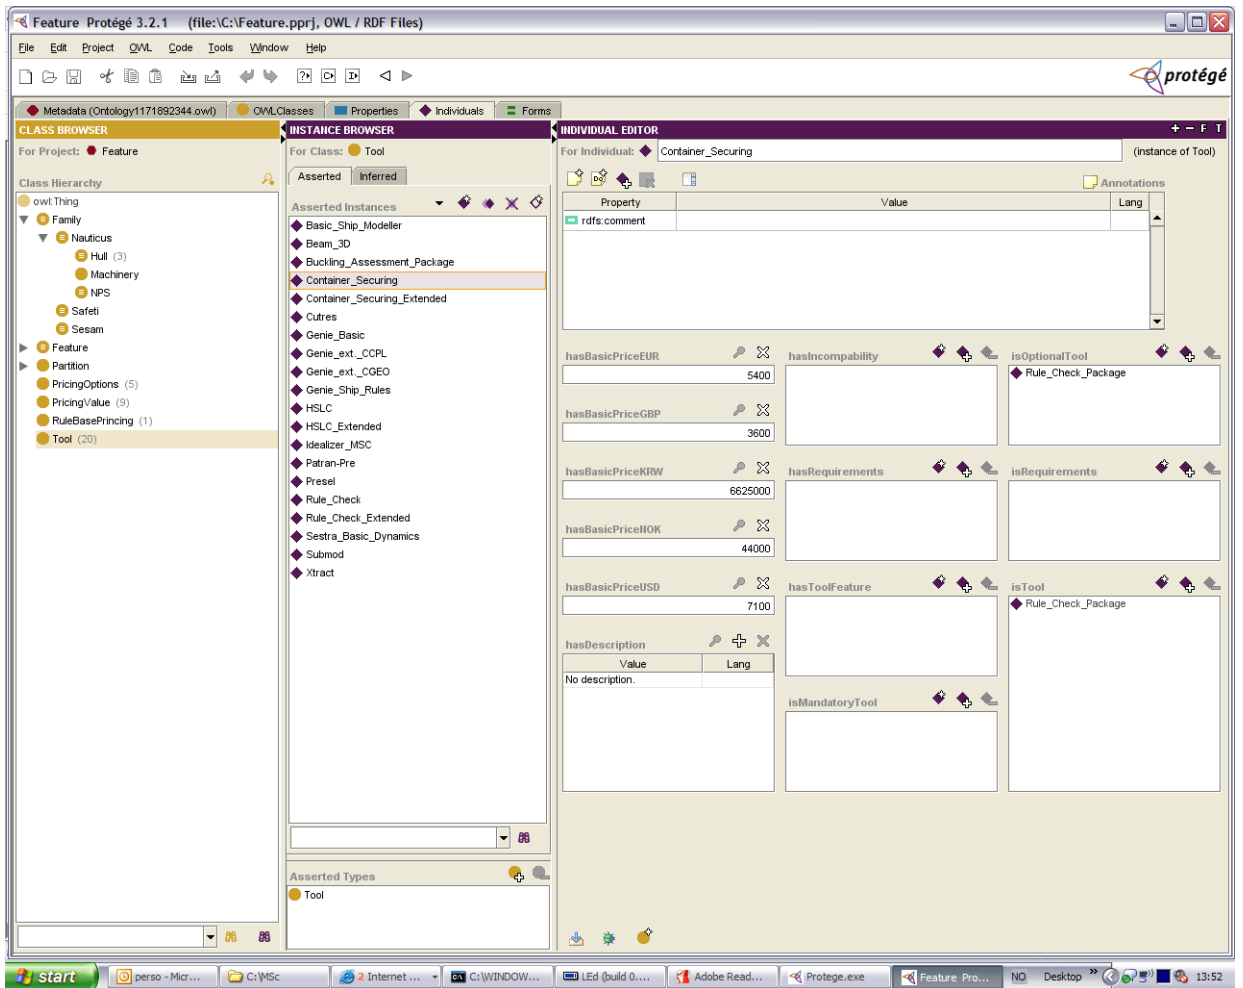 Feature Protégé 3.2.1 (file:\C:\Feature.pprj, OWL / RDF Files)
File Edit Project OWL Code Tools Window Help
protégé
Metadata (Ontology1171892344.owl) OWLClasses Properties Individuals Forms
CLASS BROWSER
For Project: Feature
Class Hierarchy
owl:Thing
Family
Nauticus
Hull (3)
Machinery
NPS
Safeti
Sesam
Feature
Partition
PricingOptions (5)
PricingValue (9)
RuleBasePrincing (1)
Tool (20)
INSTANCE BROWSER
For Class: Tool
Asserted Inferred
Asserted Instances
Basic_Ship_Modeller
Beam_3D
Buckling_Assessment_Package
Container_Securing
Container_Securing_Extended
Cutres
Genie_Basic
Genie_ext._CCPL
Genie_ext._CGEO
Genie_Ship_Rules
HSLC
HSLC_Extended
Idealizer_MSC
Patran-Pre
Presel
Rule_Check
Rule_Check_Extended
Sestra_Basic_Dynamics
Submod
Xtract
Asserted Types
Tool
INDIVIDUAL EDITOR + − F T
For Individual: Container_Securing (instance of Tool)
Annotations
Property Value Lang
rdfs:comment
hasBasicPriceEUR
5400
hasBasicPriceGBP
3600
hasBasicPriceKRW
6625000
hasBasicPriceNOK
44000
hasBasicPriceUSD
7100
hasDescription
Value Lang
No description.
hasIncompability
hasRequirements
hasToolFeature
isMandatoryTool
isOptionalTool
Rule_Check_Package
isRequirements
isTool
Rule_Check_Package
start perso - Micr... C:\MSc 2 Internet ... C:\WINDOW... LEd (build 0.... Adobe Read... Protege.exe Feature Pro... NO Desktop » 13:52